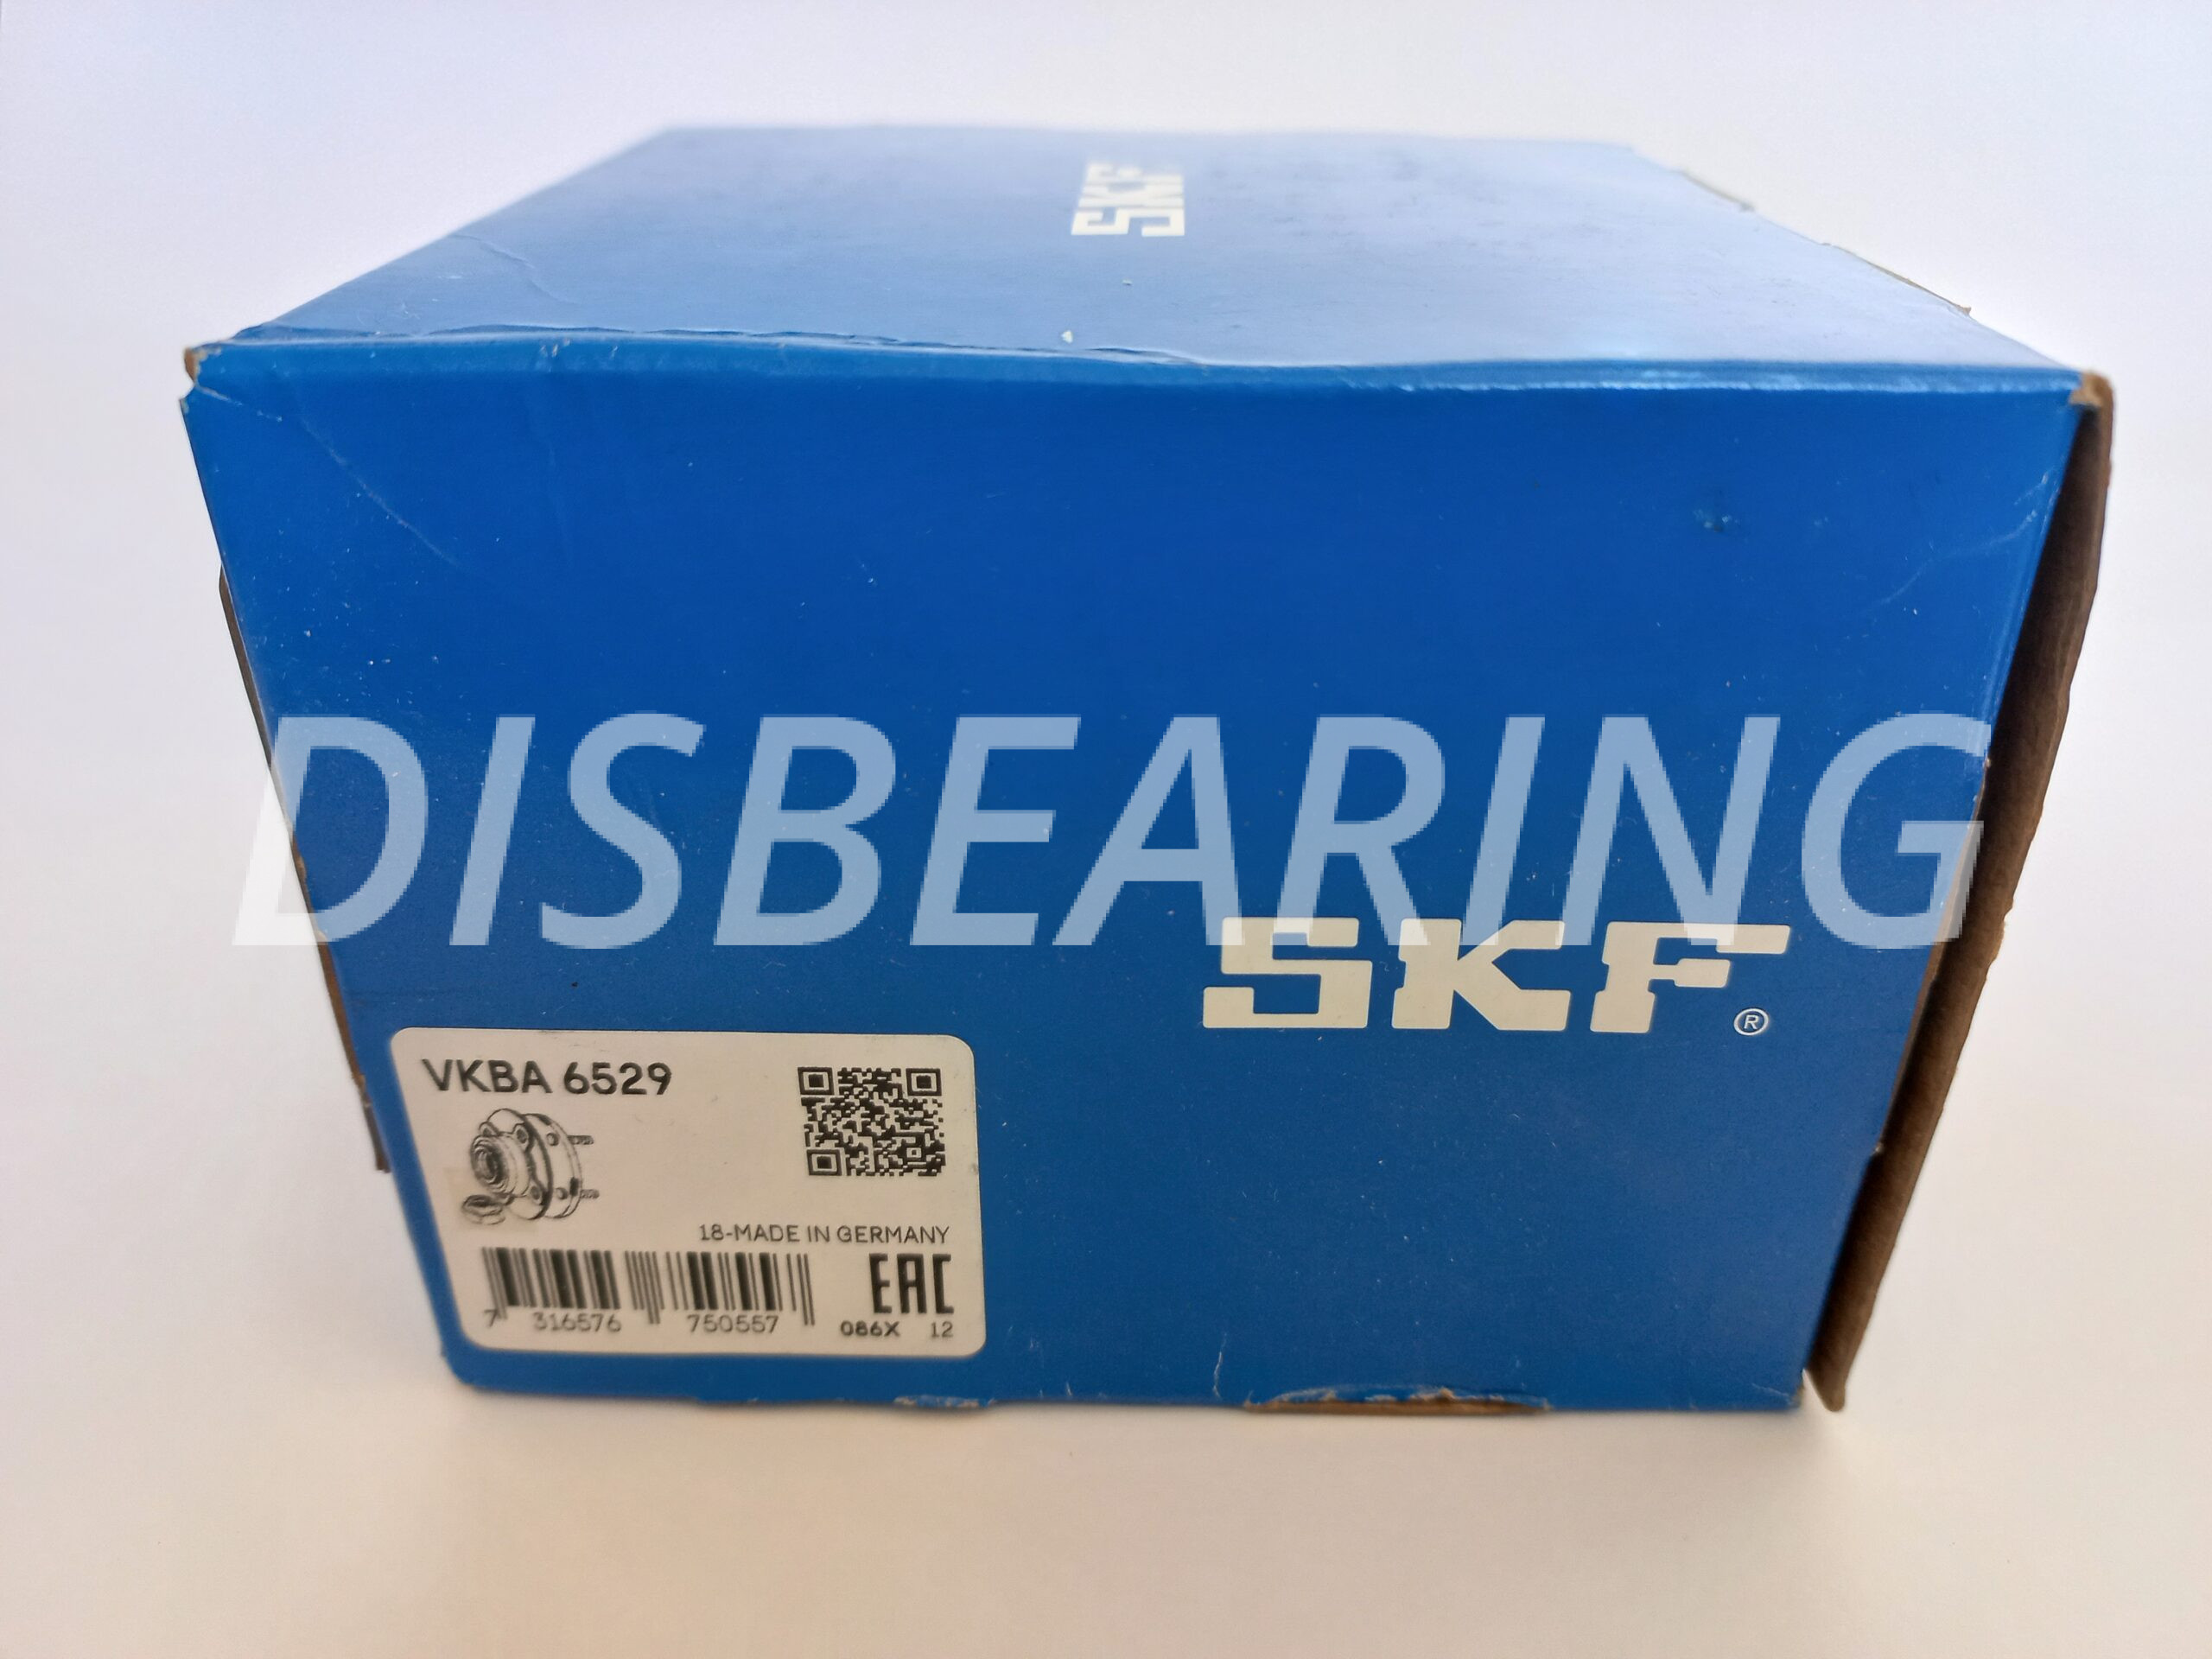 SKF
DISBEARING
SKF®
VKBA 6529
18-MADE IN GERMANY
EAC
7 316576 750557
086X 12